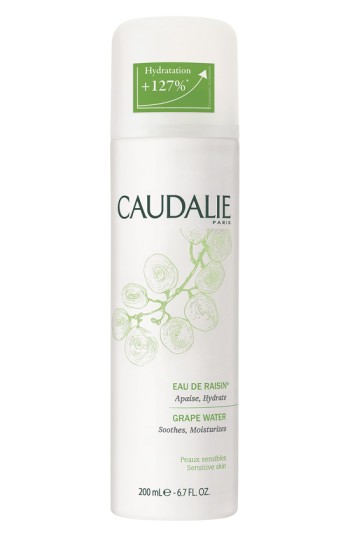 Hydratation
+127%*
CAUDALIE
PARIS
EAU DE RAISIN®
Apaise, Hydrate
GRAPE WATER
Soothes, Moisturizes
Peaux sensibles
Sensitive skin
200 mL℮ - 6.7 FL. OZ.